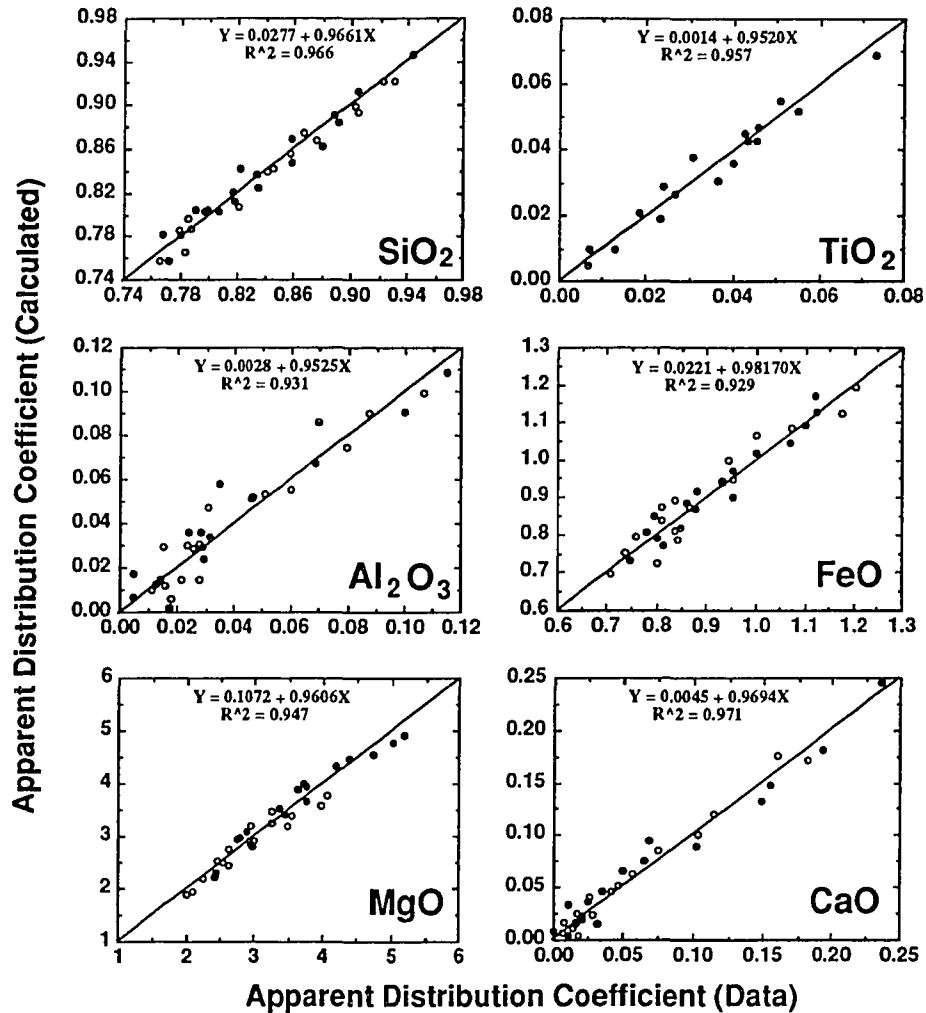 Apparent Distribution Coefficient (Calculated)
Y = 0.0277 + 0.9661X
R^2 = 0.966
0.98
0.94
0.90
0.86
0.82
0.78
0.74
SiO2
0.74 0.78 0.82 0.86 0.90 0.94 0.98
Y = 0.0014 + 0.9520X
R^2 = 0.957
0.08
0.06
0.04
0.02
0.00
TiO2
0.00 0.02 0.04 0.06 0.08
Y = 0.0028 + 0.9525X
R^2 = 0.931
0.12
0.10
0.08
0.06
0.04
0.02
0.00
Al2O3
0.00 0.02 0.04 0.06 0.08 0.10 0.12
Y = 0.0221 + 0.98170X
R^2 = 0.929
1.3
1.2
1.1
1.0
0.9
0.8
0.7
0.6
FeO
0.6 0.7 0.8 0.9 1.0 1.1 1.2 1.3
Y = 0.1072 + 0.9606X
R^2 = 0.947
6
5
4
3
2
1
MgO
1 2 3 4 5 6
Y = 0.0045 + 0.9694X
R^2 = 0.971
0.25
0.20
0.15
0.10
0.05
0.00
CaO
0.00 0.05 0.10 0.15 0.20 0.25
Apparent Distribution Coefficient (Data)